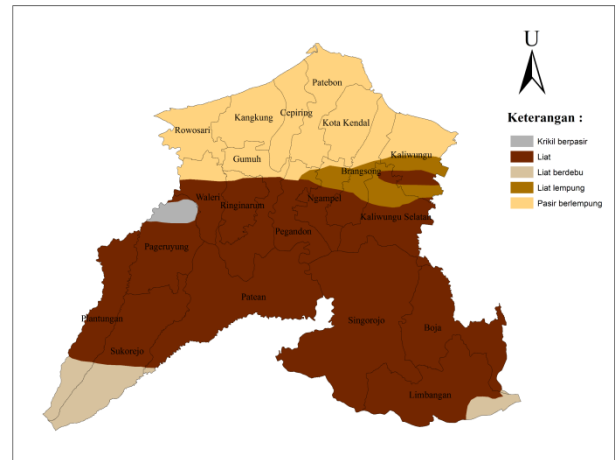 U
Patebon
Cepiring
Kangkung
Kota Kendal
Rowosari
Gumuh
Kaliwungu
Brangsong
Waleri
Ringinarum
Ngampel
Kaliwungu Selatan
Pegandon
Pageruyung
Patean
Plantungan
Singorojo
Boja
Sukorejo
Limbangan
Keterangan :
Krikil berpasir
Liat
Liat berdebu
Liat lempung
Pasir berlempung